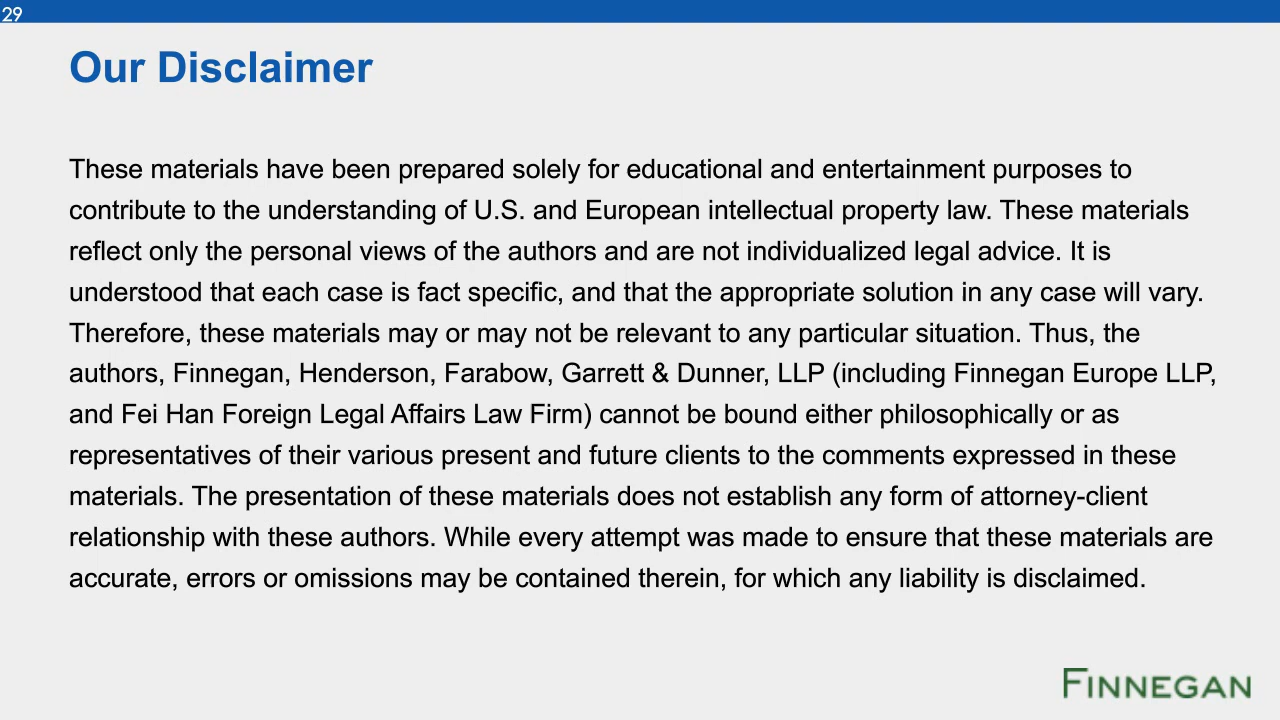 29
Our Disclaimer
These materials have been prepared solely for educational and entertainment purposes to
contribute to the understanding of U.S. and European intellectual property law. These materials
reflect only the personal views of the authors and are not individualized legal advice. It is
understood that each case is fact specific, and that the appropriate solution in any case will vary.
Therefore, these materials may or may not be relevant to any particular situation. Thus, the
authors, Finnegan, Henderson, Farabow, Garrett & Dunner, LLP (including Finnegan Europe LLP,
and Fei Han Foreign Legal Affairs Law Firm) cannot be bound either philosophically or as
representatives of their various present and future clients to the comments expressed in these
materials. The presentation of these materials does not establish any form of attorney-client
relationship with these authors. While every attempt was made to ensure that these materials are
accurate, errors or omissions may be contained therein, for which any liability is disclaimed.
FINNEGAN